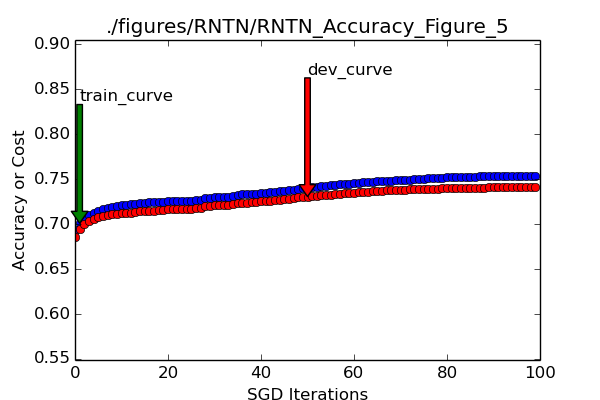 ./figures/RNTN/RNTN_Accuracy_Figure_5
0.90
0.85
0.80
0.75
0.70
0.65
0.60
0.55
Accuracy or Cost
train_curve
dev_curve
0 20 40 60 80 100
SGD Iterations